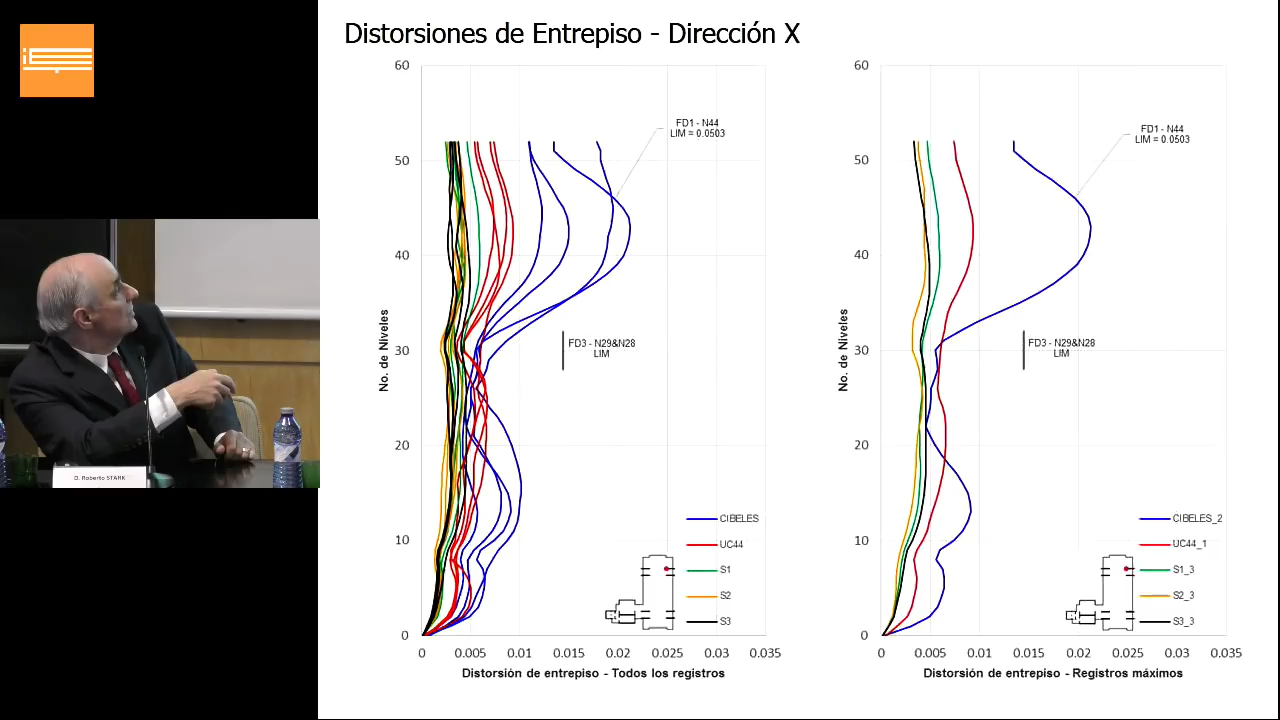 Distorsiones de Entrepiso - Dirección X
60
50
40
30
20
10
0
No. de Niveles
FD1 - N44
LIM = 0.0503
FD3 - N29&N28
LIM
CIBELES
UC44
S1
S2
S3
0 0.005 0.01 0.015 0.02 0.025 0.03 0.035
Distorsión de entrepiso - Todos los registros
60
50
40
30
20
10
0
No. de Niveles
FD1 - N44
LIM = 0.0503
FD3 - N29&N28
LIM
CIBELES_2
UC44_1
S1_3
S2_3
S3_3
0 0.005 0.01 0.015 0.02 0.025 0.03 0.035
Distorsión de entrepiso - Registros máximos
D. Roberto STARK